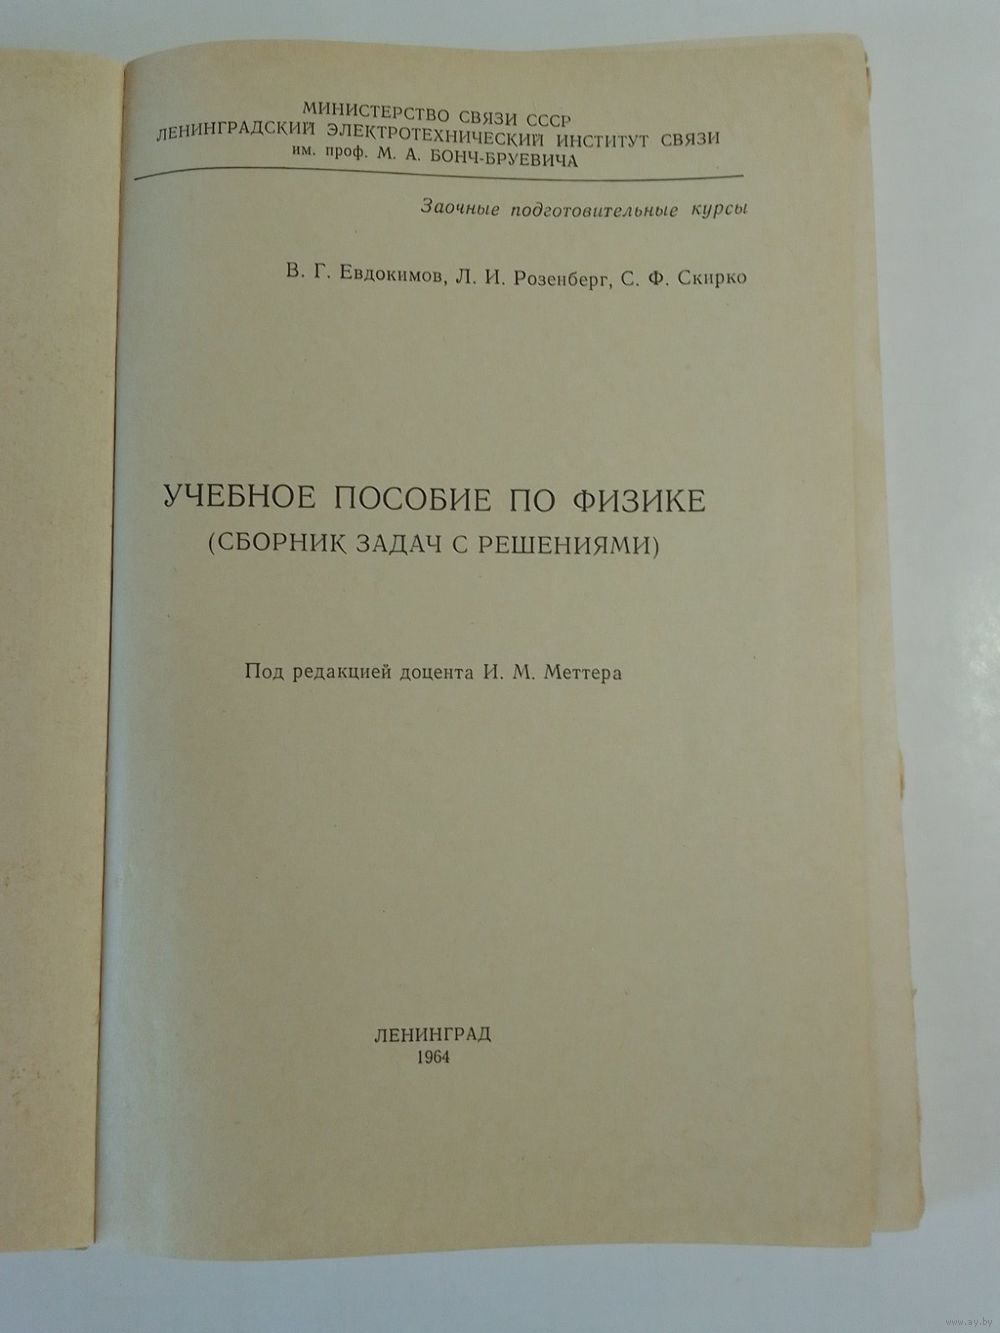 МИНИСТЕРСТВО СВЯЗИ СССР
ЛЕНИНГРАДСКИЙ ЭЛЕКТРОТЕХНИЧЕСКИЙ ИНСТИТУТ СВЯЗИ
им. проф. М. А. БОНЧ-БРУЕВИЧА
Заочные подготовительные курсы
В. Г. Евдокимов, Л. И. Розенберг, С. Ф. Скирко
УЧЕБНОЕ ПОСОБИЕ ПО ФИЗИКЕ
(СБОРНИК ЗАДАЧ С РЕШЕНИЯМИ)
Под редакцией доцента И. М. Меттера
ЛЕНИНГРАД
1964
www.ay.by